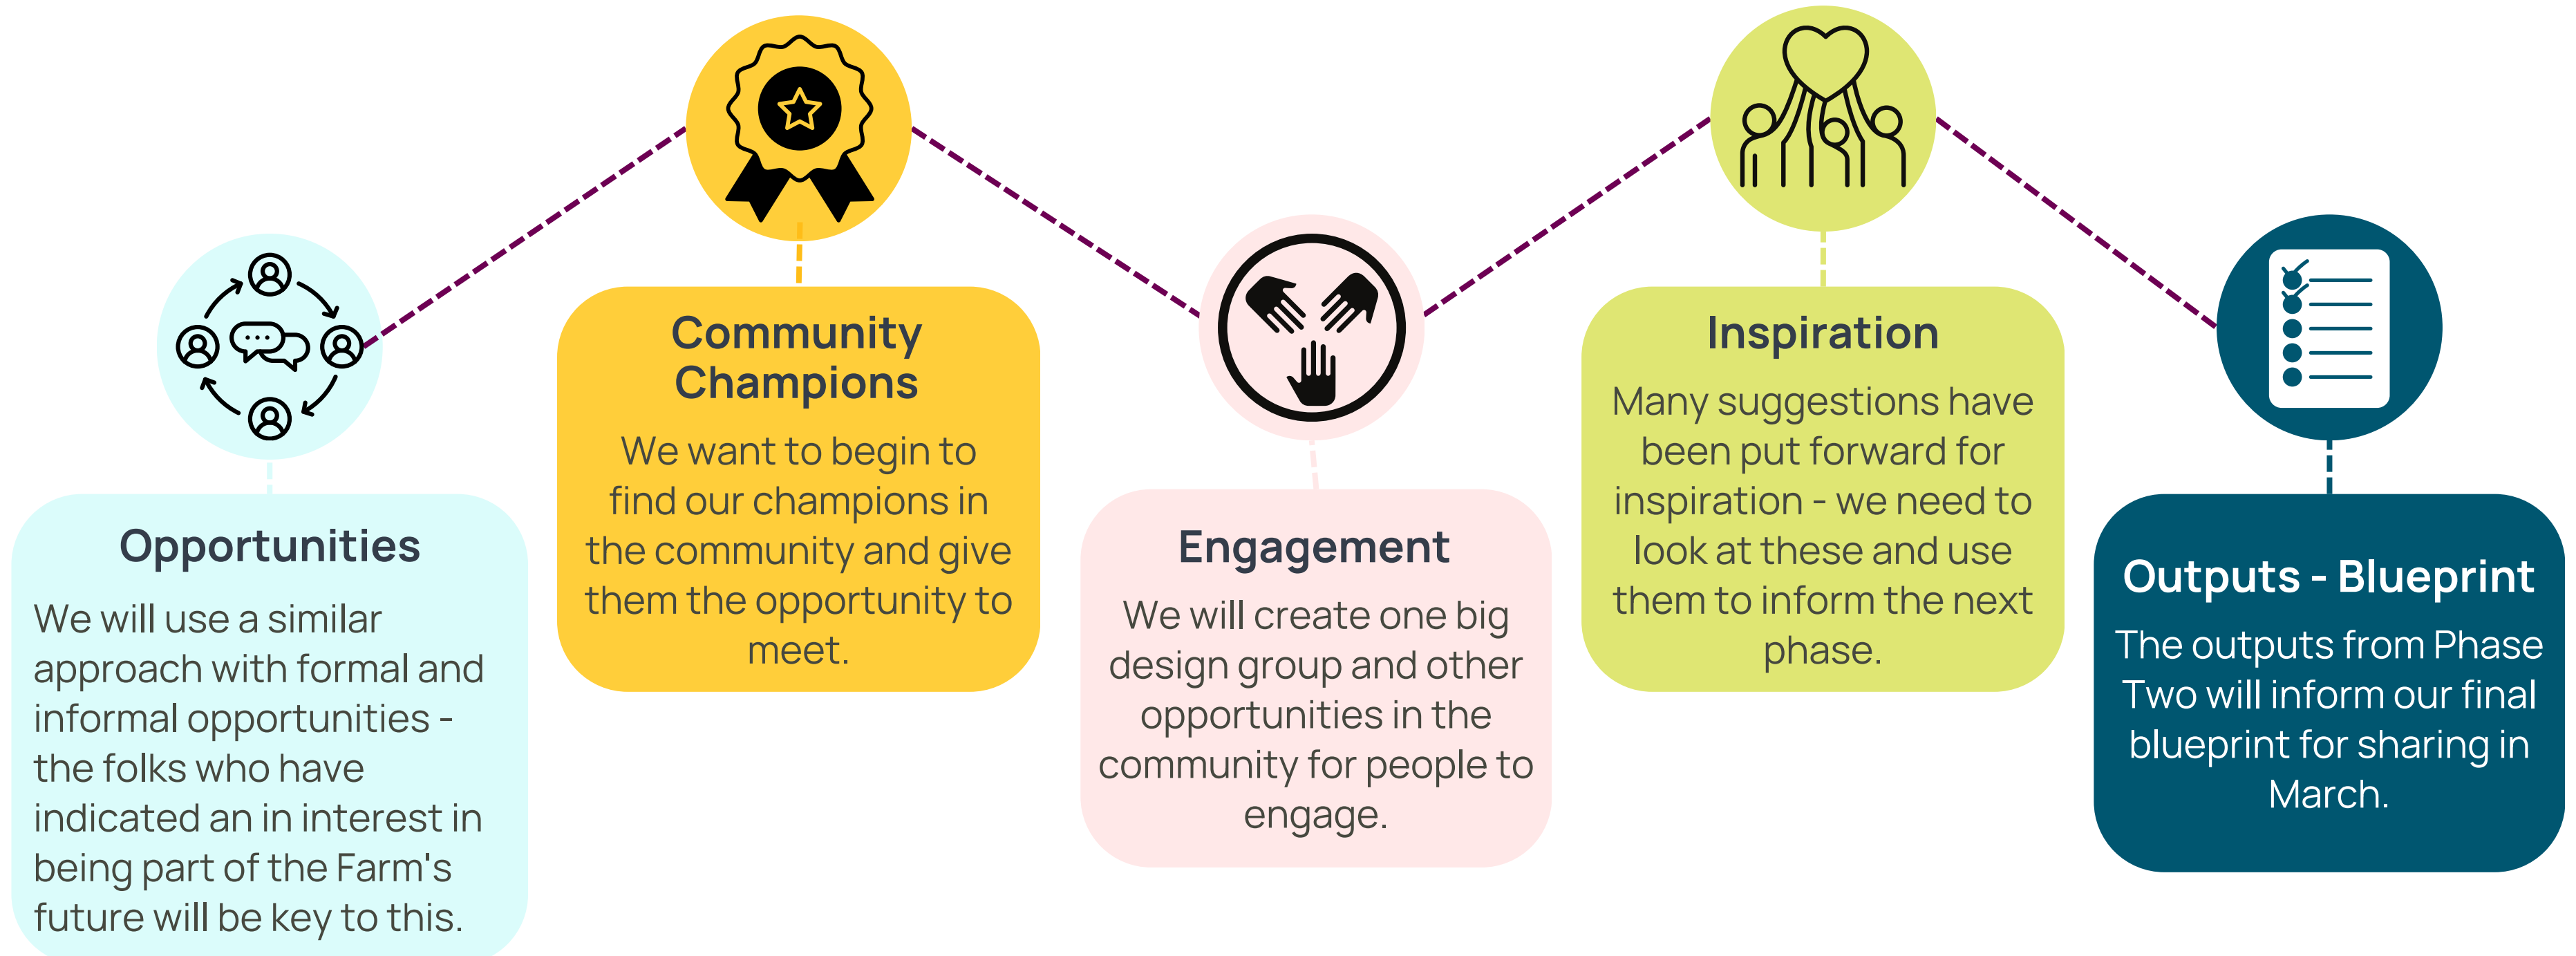 Opportunities
We will use a similar
approach with formal and
informal opportunities -
the folks who have
indicated an in interest in
being part of the Farm's
future will be key to this.
Community
Champions
We want to begin to
find our champions in
the community and give
them the opportunity to
meet.
Engagement
We will create one big
design group and other
opportunities in the
community for people to
engage.
Inspiration
Many suggestions have
been put forward for
inspiration - we need to
look at these and use
them to inform the next
phase.
Outputs - Blueprint
The outputs from Phase
Two will inform our final
blueprint for sharing in
March.